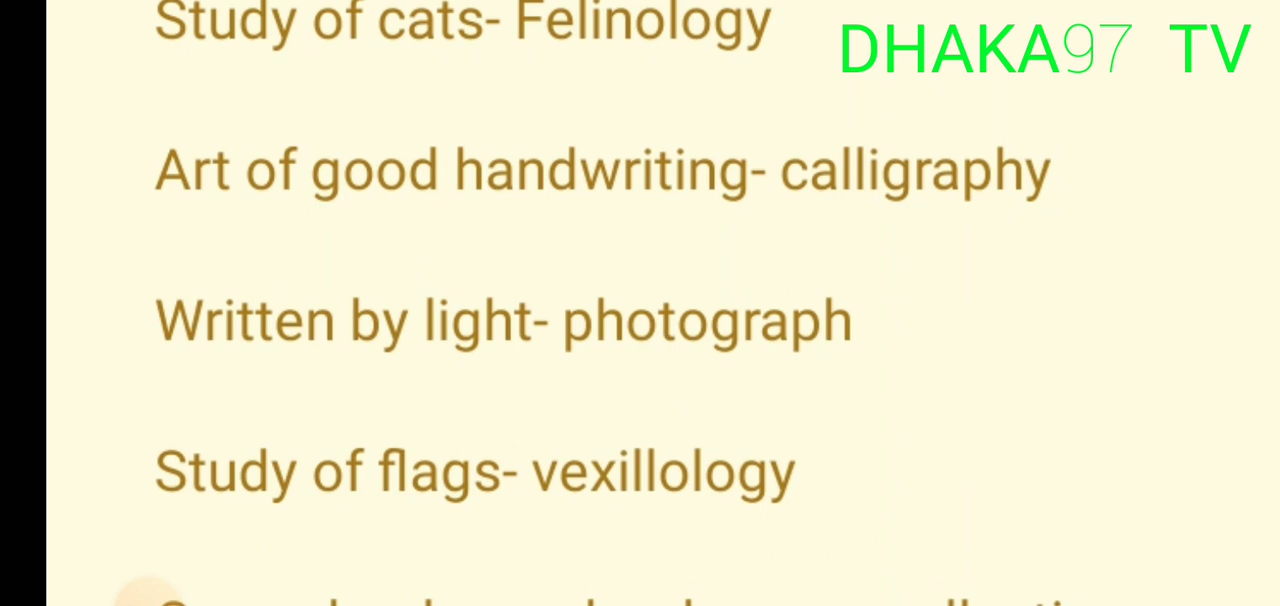 Study of cats- Felinology
DHAKA97 TV
Art of good handwriting- calligraphy
Written by light- photograph
Study of flags- vexillology